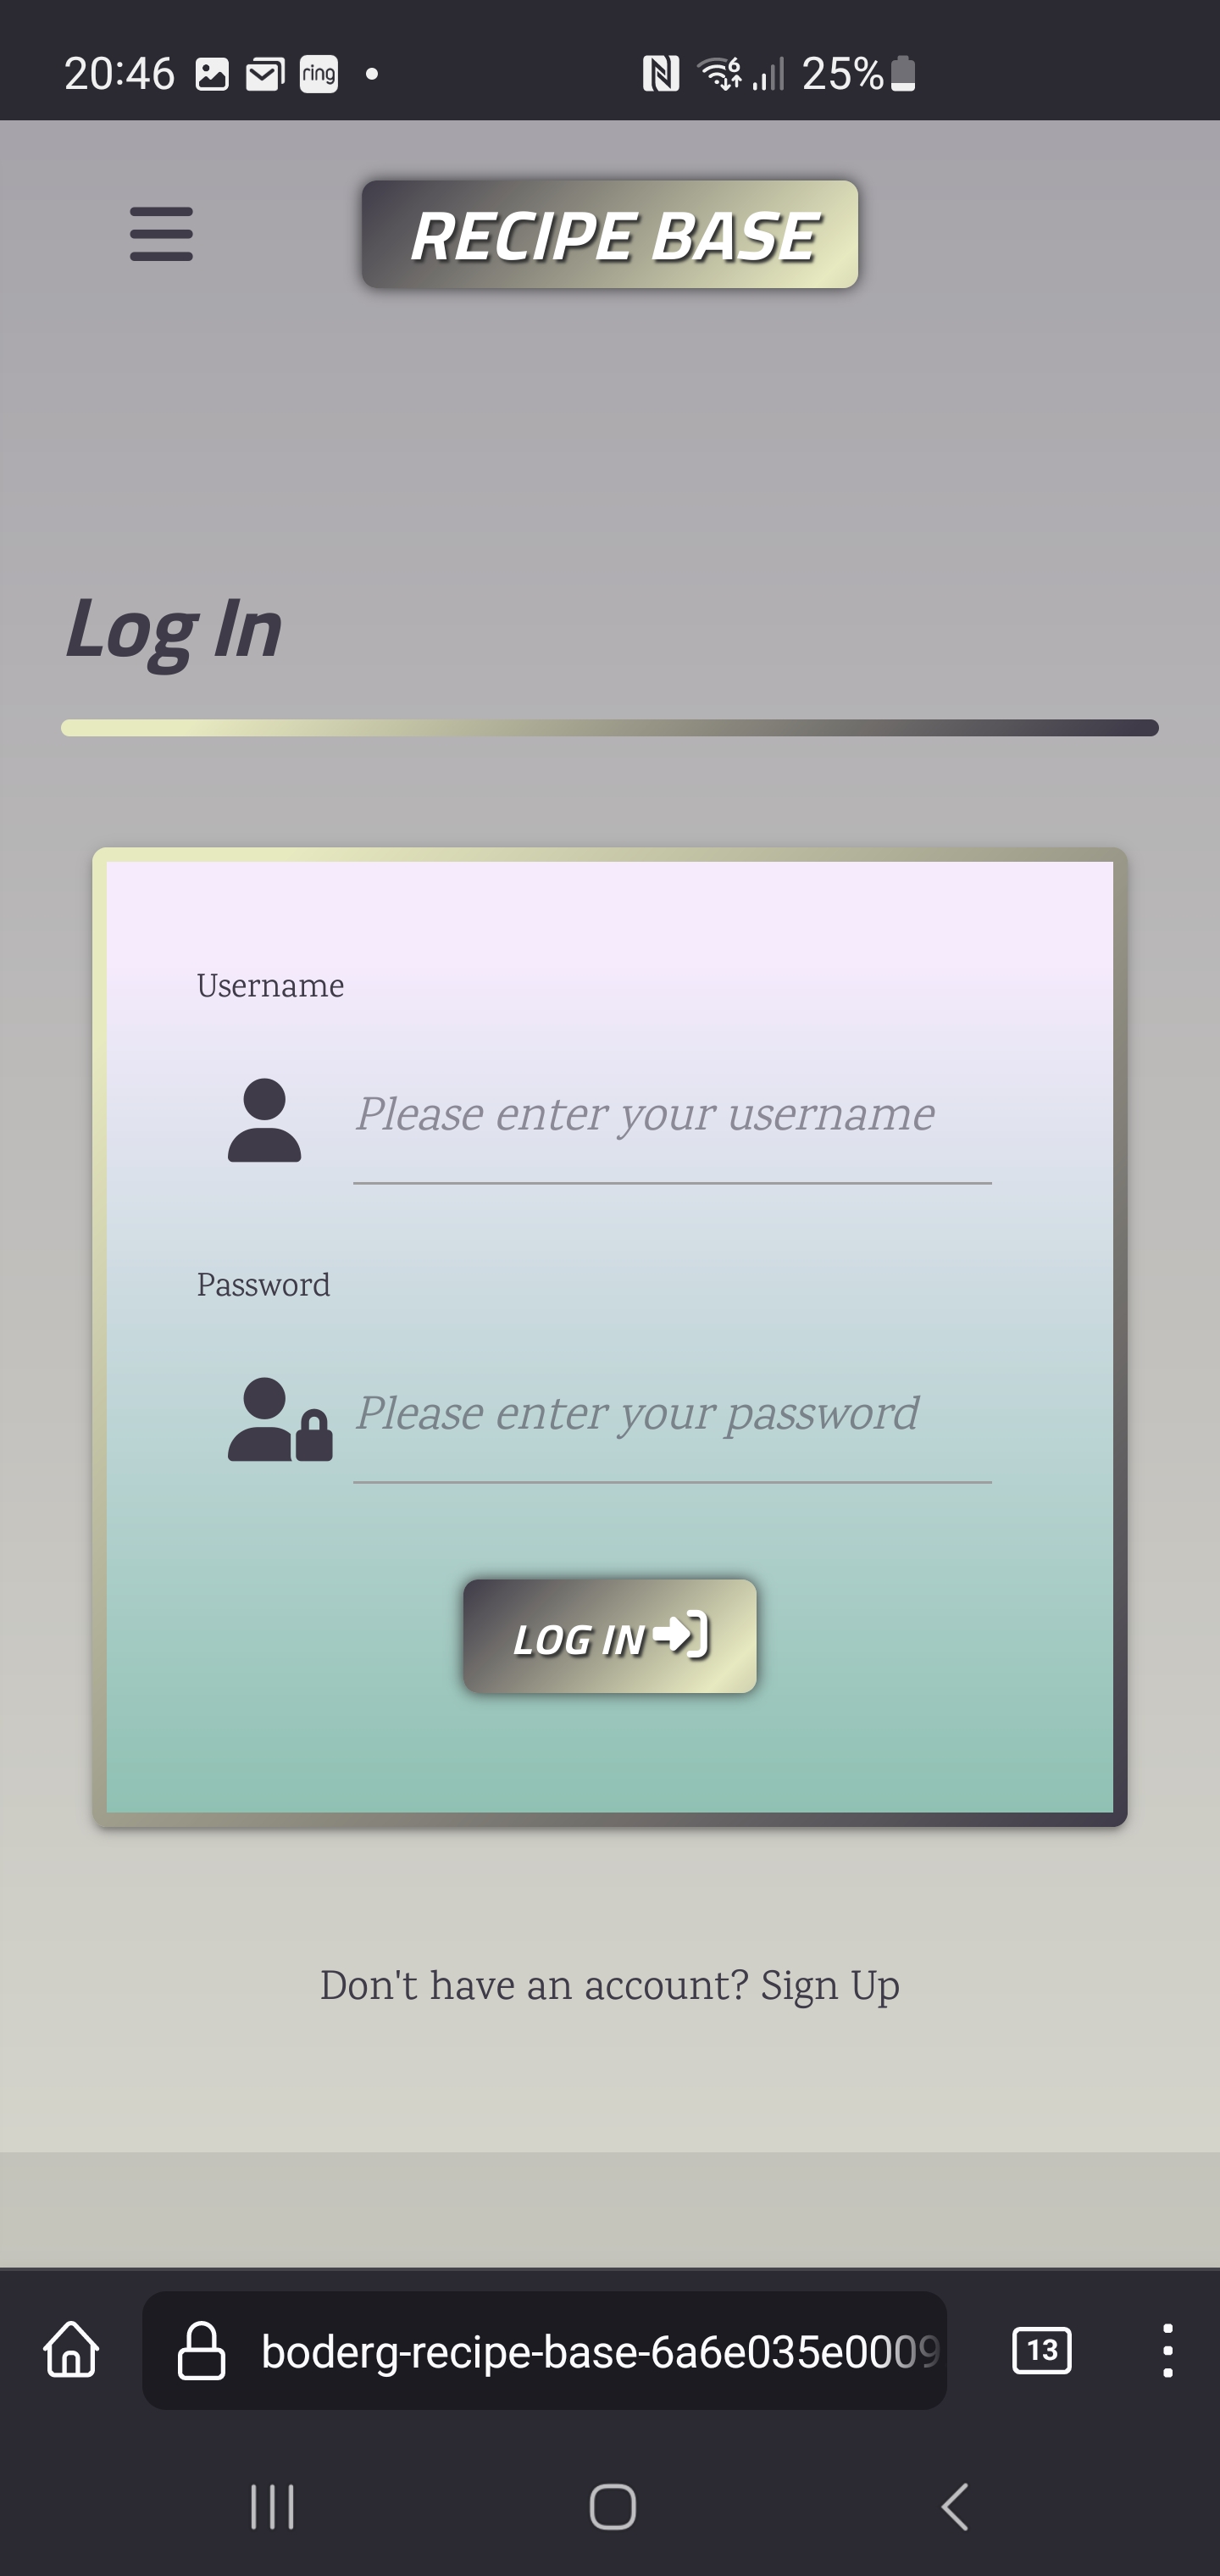 20:46 ring 6 25%
RECIPE BASE
Log In
Username
Please enter your username
Password
Please enter your password
LOG IN
Don't have an account? Sign Up
boderg-recipe-base-6a6e035e0009 13